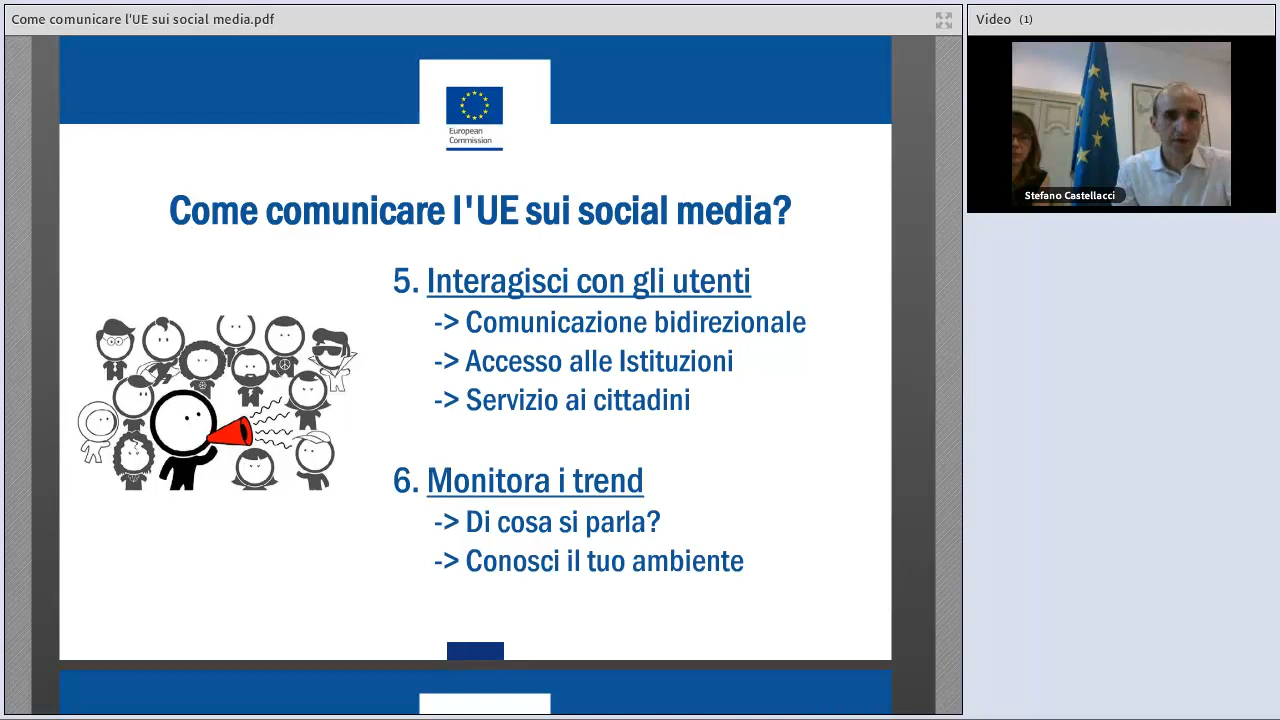 Come comunicare l'UE sui social media.pdf
Video (1)
European
Commission
Stefano Castellacci
Come comunicare l'UE sui social media?
5. Interagisci con gli utenti
-> Comunicazione bidirezionale
-> Accesso alle Istituzioni
-> Servizio ai cittadini
6. Monitora i trend
-> Di cosa si parla?
-> Conosci il tuo ambiente